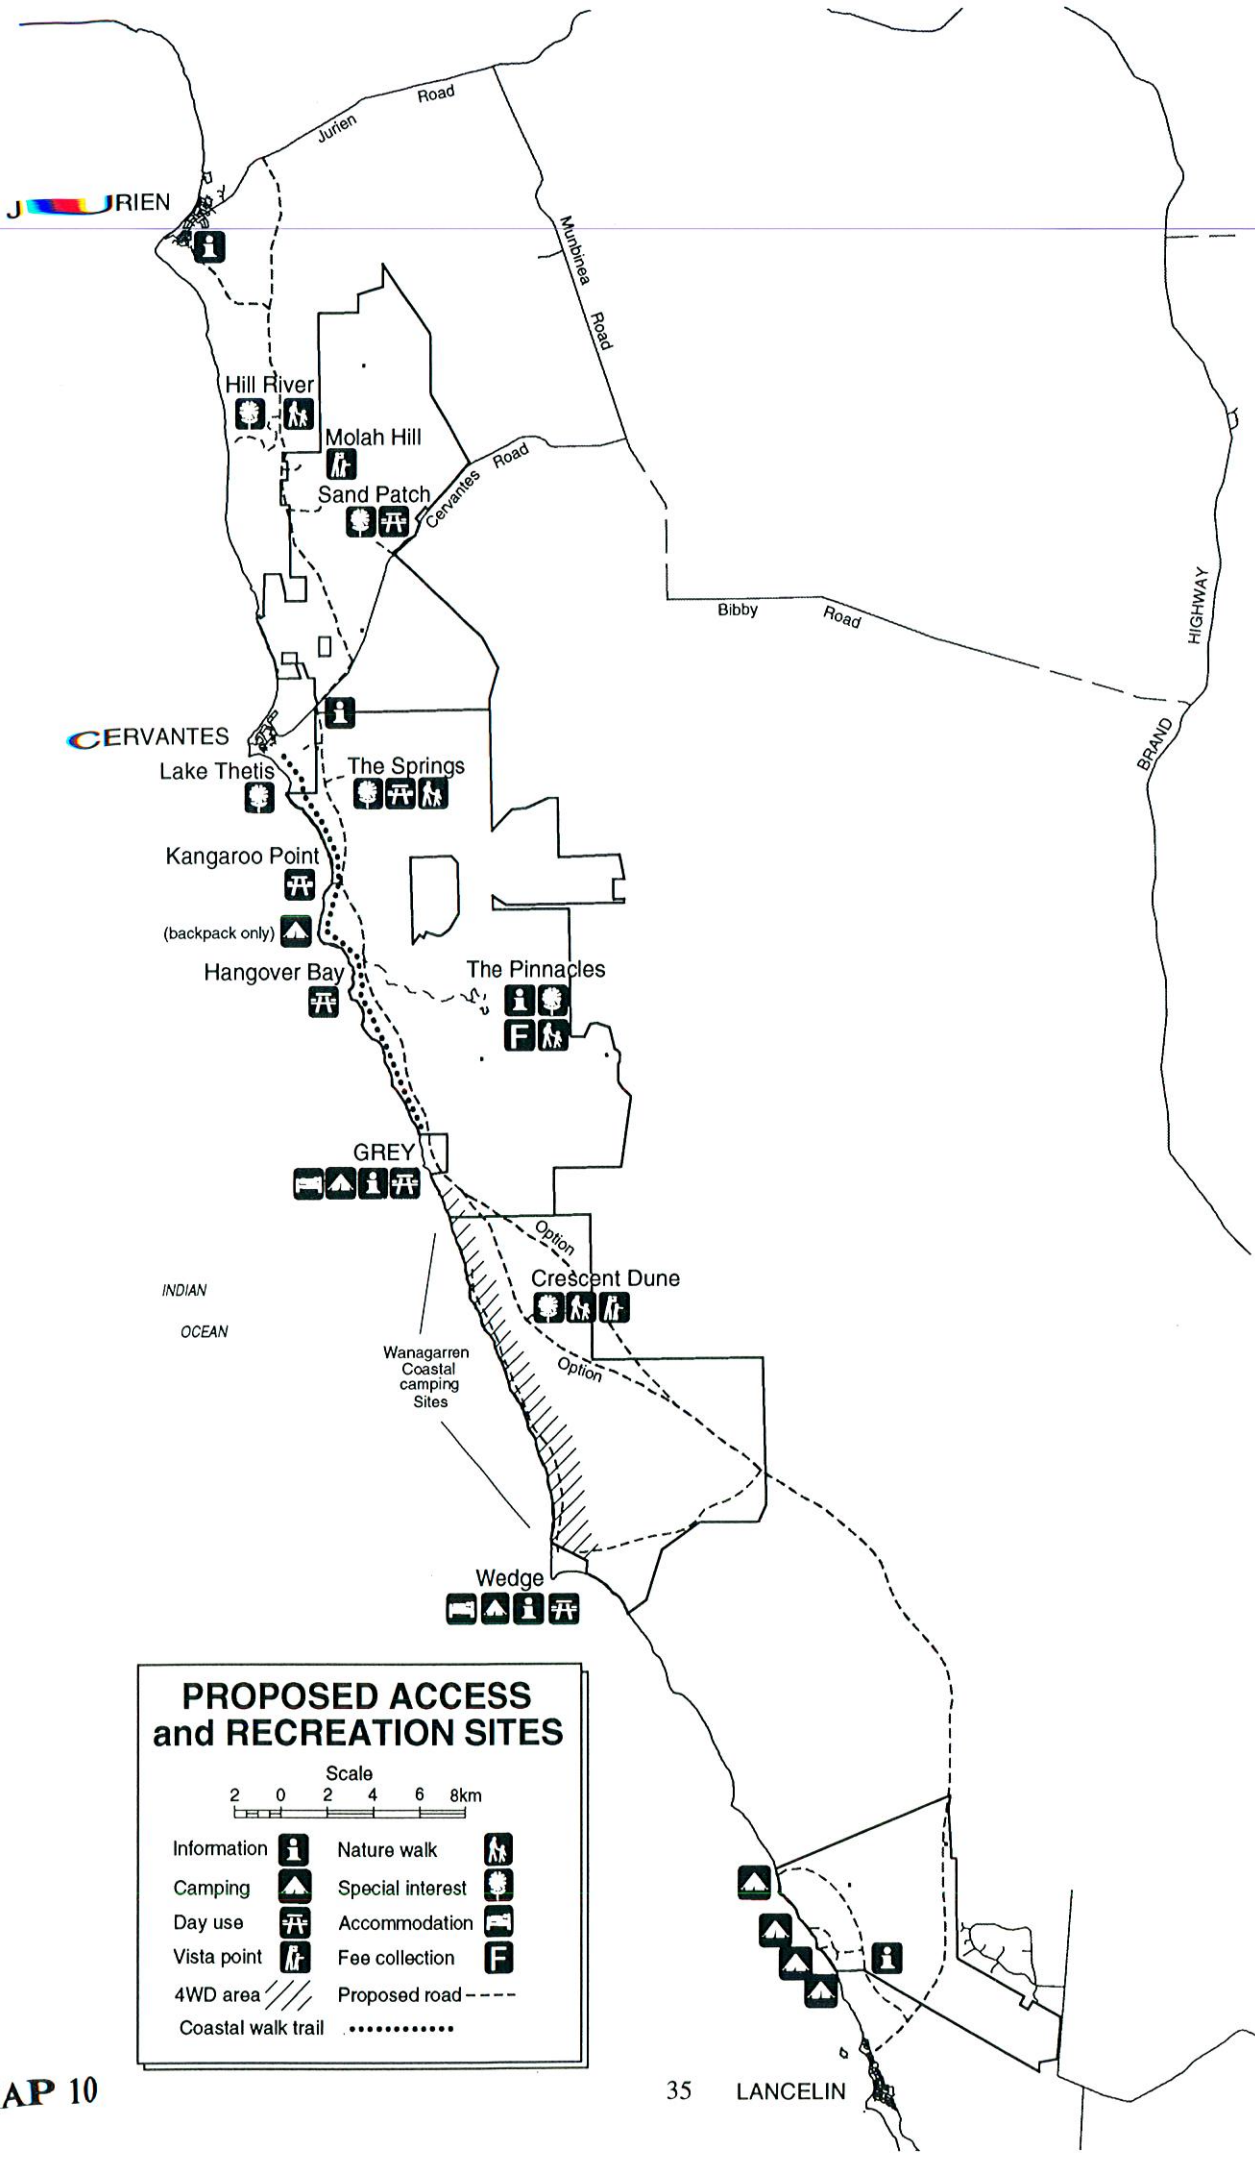 Jurien Road
JURIEN
Munbinea Road
Hill River
Molah Hill
Sand Patch
Cervantes Road
Bibby Road
BRAND HIGHWAY
CERVANTES
Lake Thetis
The Springs
Kangaroo Point
(backpack only)
Hangover Bay
The Pinnacles
F
GREY
Option
Crescent Dune
INDIAN
OCEAN
Wanagarren
Coastal
camping
Sites
Option
Wedge
PROPOSED ACCESS
and RECREATION SITES
Scale
2 0 2 4 6 8km
Information Nature walk
Camping Special interest
Day use Accommodation
Vista point Fee collection F
4WD area Proposed road
Coastal walk trail
AP 10
35
LANCELIN